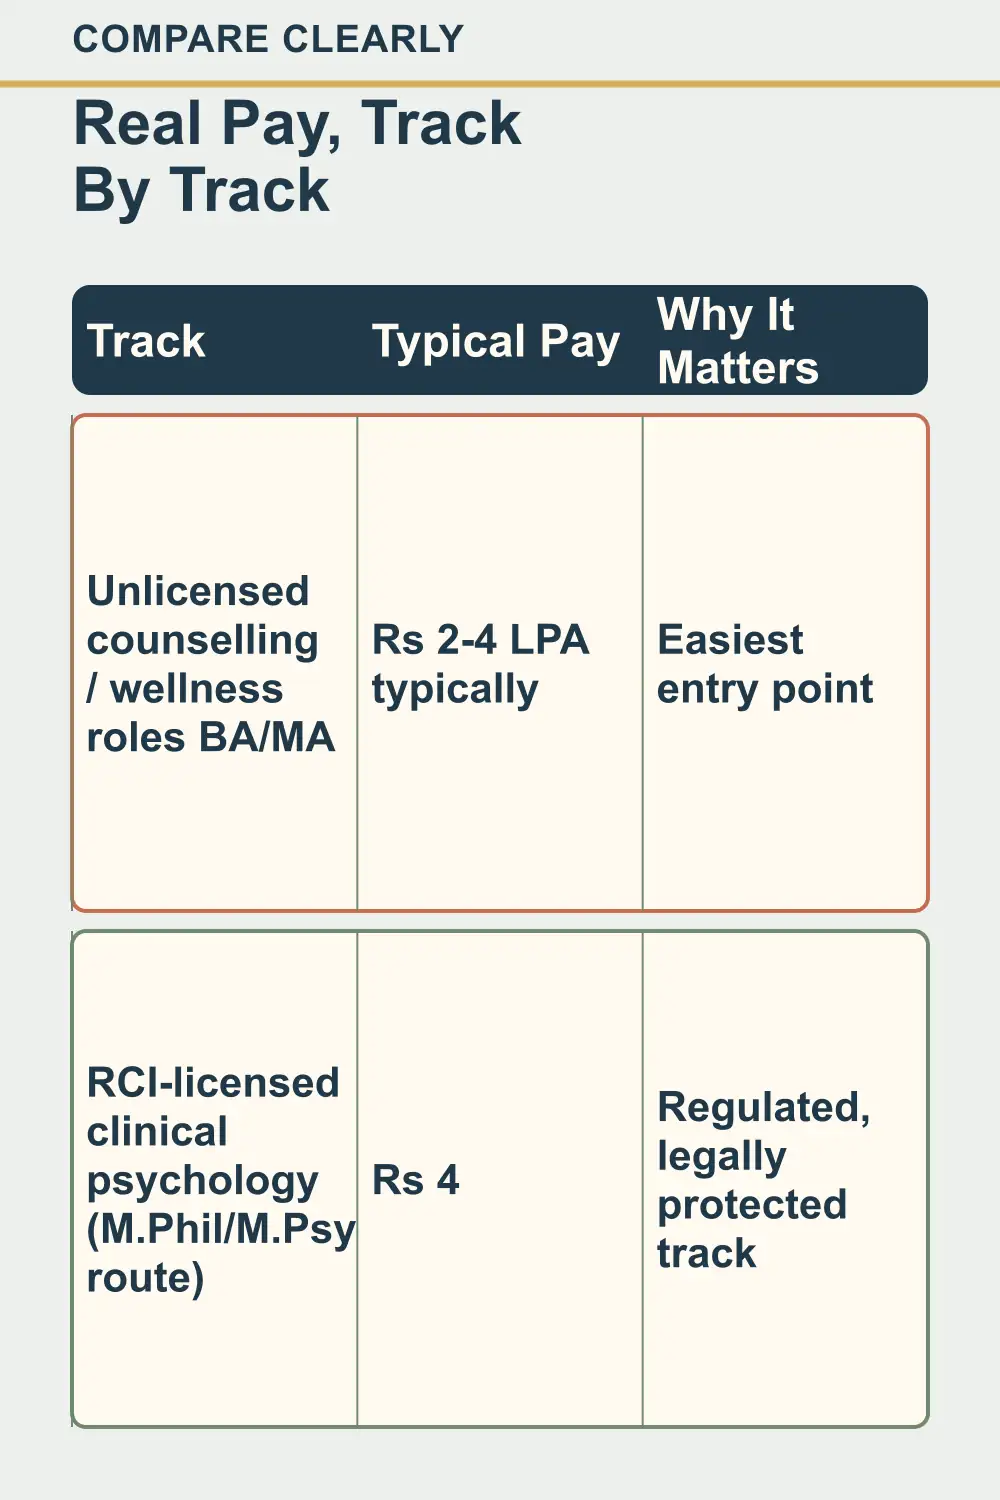 COMPARE CLEARLY
Real Pay, Track
By Track
Track
Typical Pay
Why It
Matters
Unlicensed
counselling
/ wellness
roles BA/MA
Rs 2-4 LPA
typically
Easiest
entry point
RCI-licensed
clinical
psychology
(M.Phil/M.Psy
route)
Rs 4
Regulated,
legally
protected
track